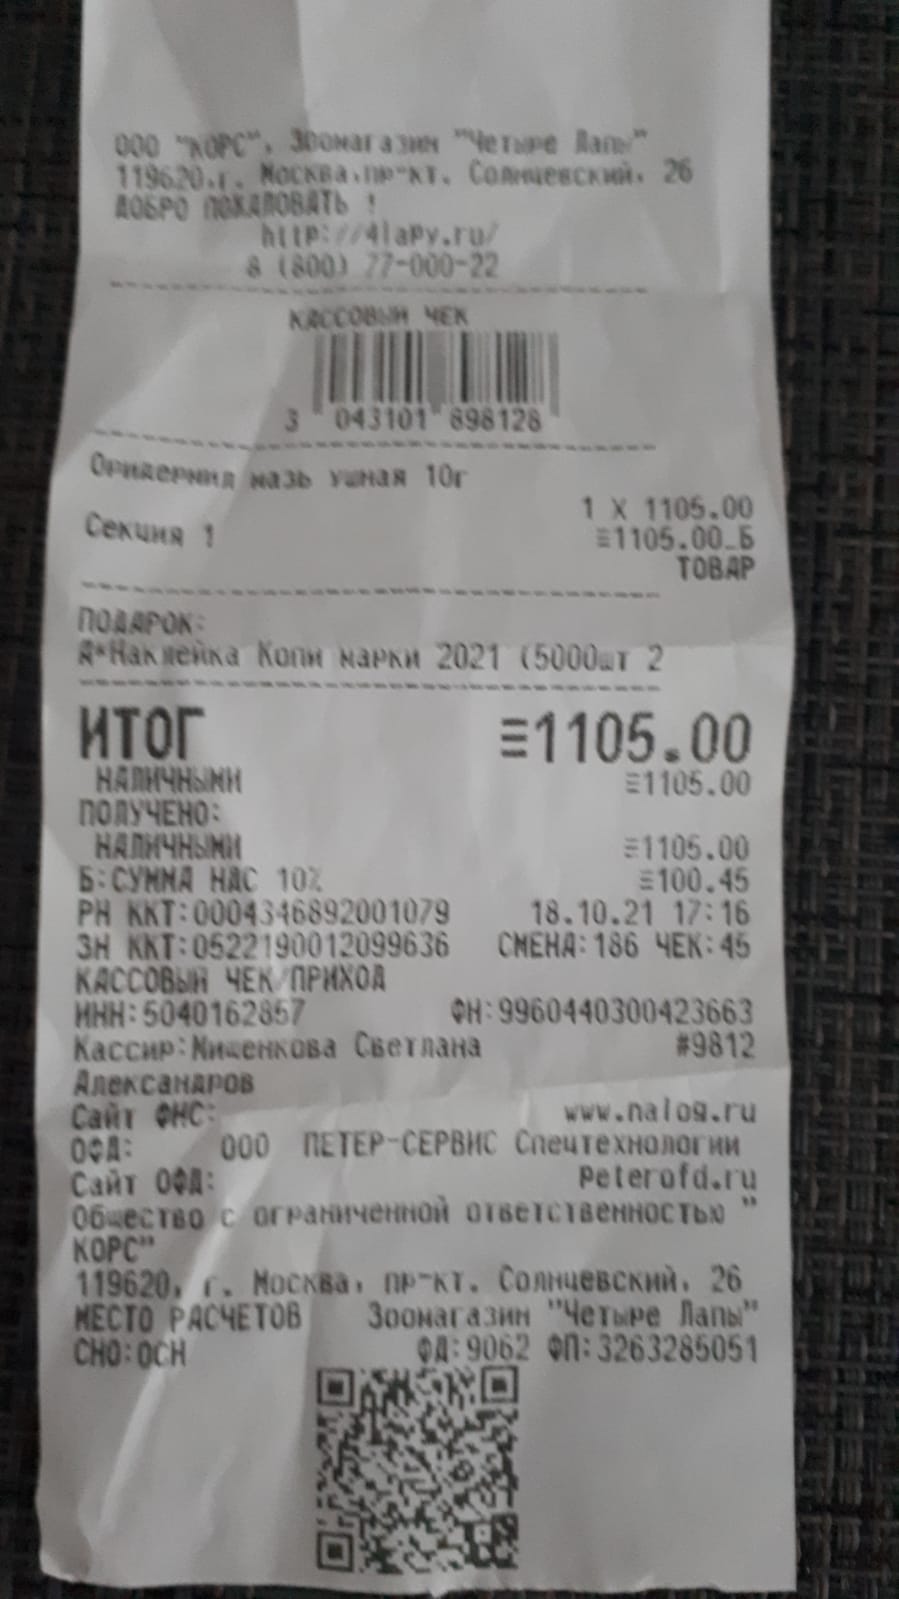 ООО "КОРС", Зоомагазин "Четыре Лапы"
119620,г. Москва,пр-кт. Солнцевский, 26
ДОБРО ПОЖАЛОВАТЬ !
http://4lapy.ru/
8 (800) 77-000-22
КАССОВЫЙ ЧЕК
3 043101 898128
Оридермил мазь ушная 10г
1 X 1105.00
Секция 1 ≡1105.00_Б
ТОВАР
ПОДАРОК:
А*Наклейка Копи марки 2021 (5000шт 2
ИТОГ ≡1105.00
НАЛИЧНЫМИ ≡1105.00
ПОЛУЧЕНО:
НАЛИЧНЫМИ ≡1105.00
Б:СУММА НДС 10% ≡100.45
РН ККТ:0004346892001079 18.10.21 17:16
ЗН ККТ:0522190012099636 СМЕНА:186 ЧЕК:45
КАССОВЫЙ ЧЕК/ПРИХОД
ИНН:5040162857 ФН:9960440300423663
Кассир:Мишенкова Светлана #9812
Александров
Сайт ФНС: www.nalog.ru
ОФД: ООО ПЕТЕР-СЕРВИС Спецтехнологии
Сайт ОФД: Peterofd.ru
Общество с ограниченной ответственностью "
КОРС"
119620, г. Москва, пр-кт. Солнцевский, 26
МЕСТО РАСЧЕТОВ Зоомагазин "Четыре Лапы"
СНО:ОСН ФД:9062 ФП:3263285051